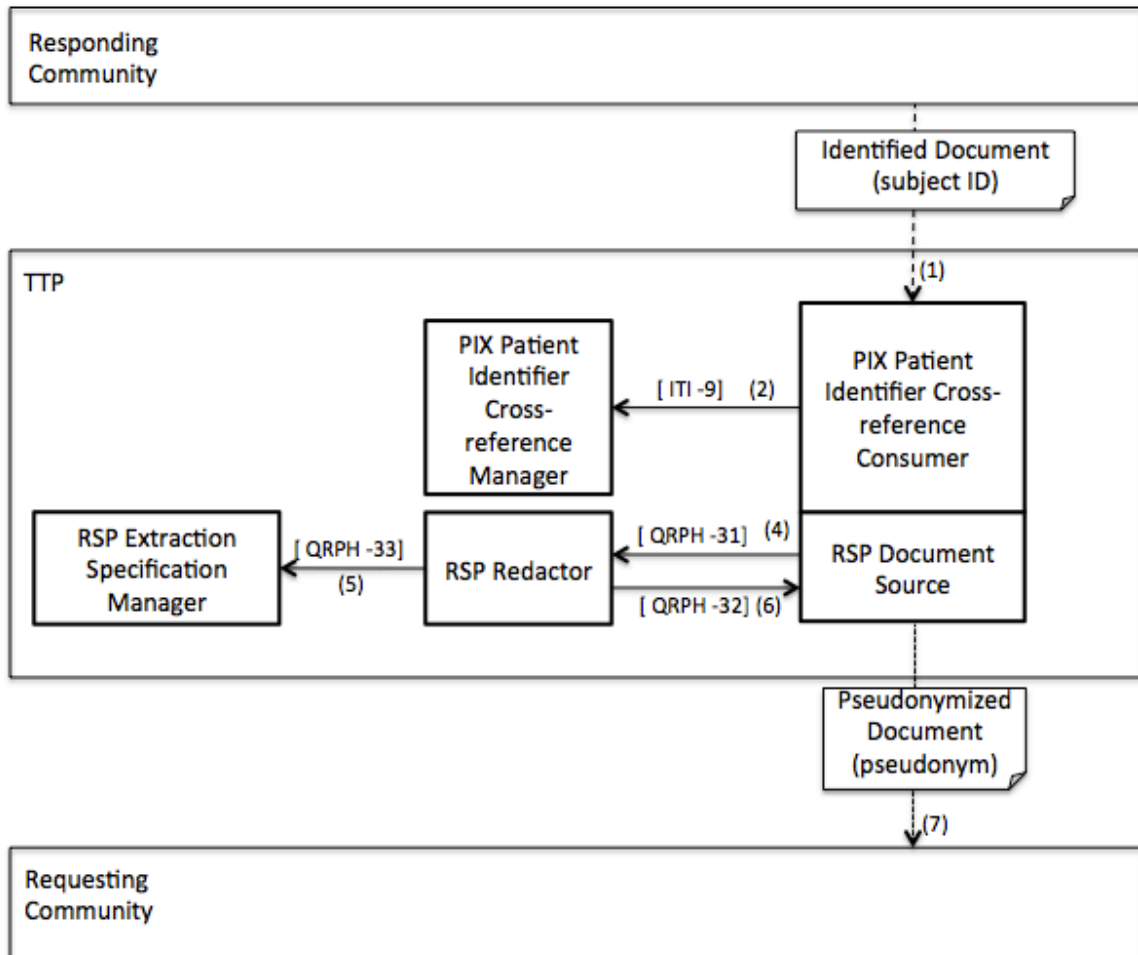 Responding
Community
Identified Document
(subject ID)
TTP
(1)
PIX Patient
Identifier
Cross-
reference
Manager
[ ITI -9] (2)
PIX Patient
Identifier Cross-
reference
Consumer
RSP Extraction
Specification
Manager
[ QRPH -33]
(5)
RSP Redactor
[ QRPH -31] (4)
[ QRPH -32] (6)
RSP Document
Source
Pseudonymized
Document
(pseudonym)
(7)
Requesting
Community